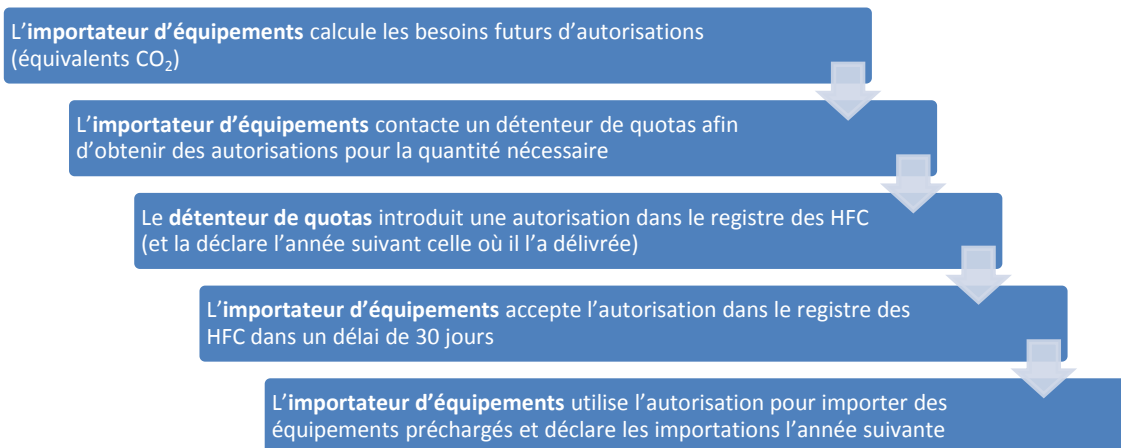 L’importateur d’équipements calcule les besoins futurs d’autorisations
(équivalents CO₂)
L’importateur d’équipements contacte un détenteur de quotas afin
d’obtenir des autorisations pour la quantité nécessaire
Le détenteur de quotas introduit une autorisation dans le registre des HFC
(et la déclare l’année suivant celle où il l’a délivrée)
L’importateur d’équipements accepte l’autorisation dans le registre des
HFC dans un délai de 30 jours
L’importateur d’équipements utilise l’autorisation pour importer des
équipements préchargés et déclare les importations l’année suivante